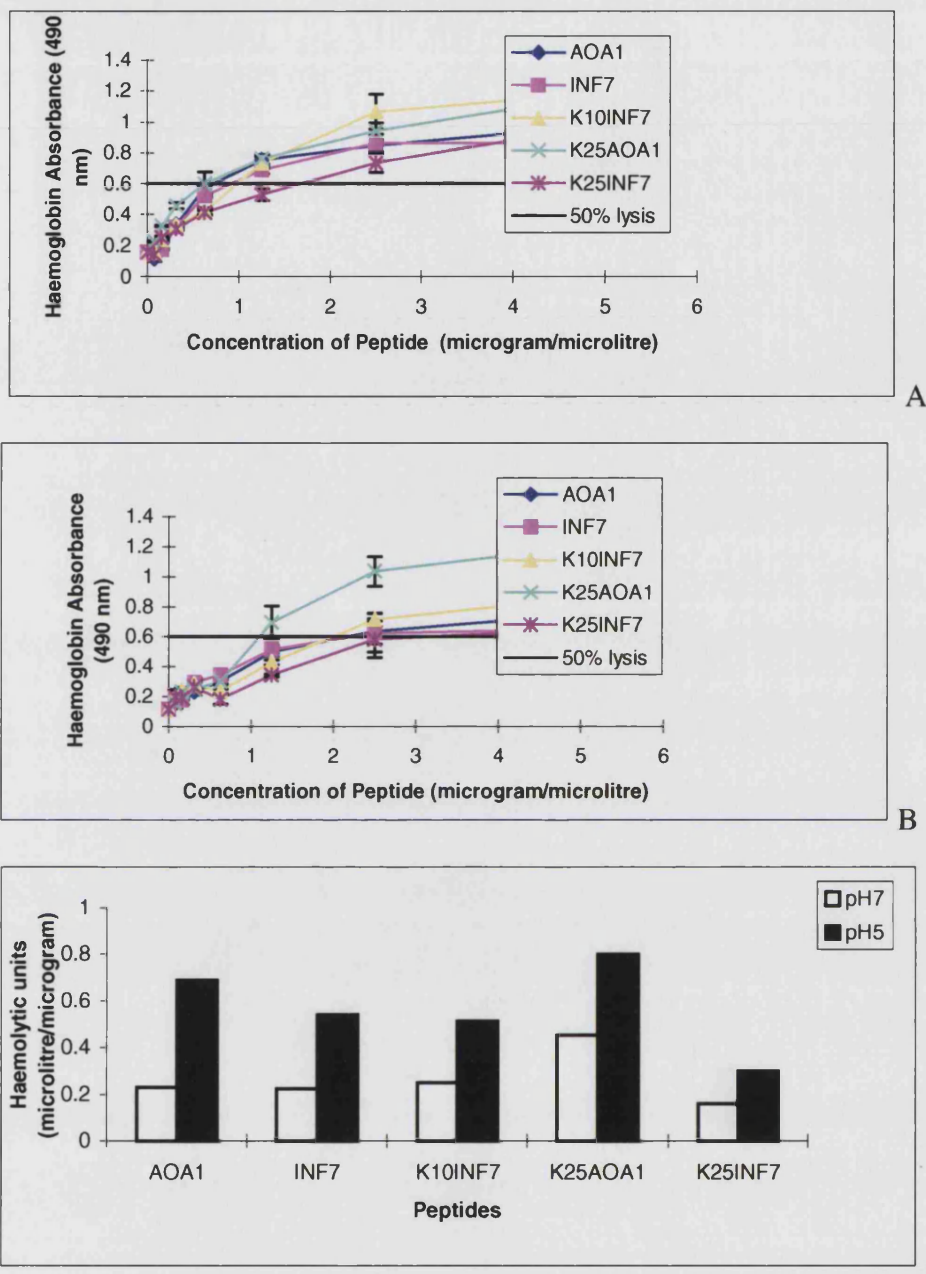 Haemoglobin Absorbance (490
nm)
1.4
1.2
1
0.8
0.6
0.4
0.2
0
0 1 2 3 4 5 6
Concentration of Peptide (microgram/microlitre)
AOA1
INF7
K10INF7
K25AOA1
K25INF7
50% lysis
A
Haemoglobin Absorbance
(490 nm)
1.4
1.2
1
0.8
0.6
0.4
0.2
0
0 1 2 3 4 5 6
Concentration of Peptide (microgram/microlitre)
AOA1
INF7
K10INF7
K25AOA1
K25INF7
50% lysis
B
Haemolytic units
(microlitre/microgram)
1
0.8
0.6
0.4
0.2
0
AOA1 INF7 K10INF7 K25AOA1 K25INF7
Peptides
pH7
pH5